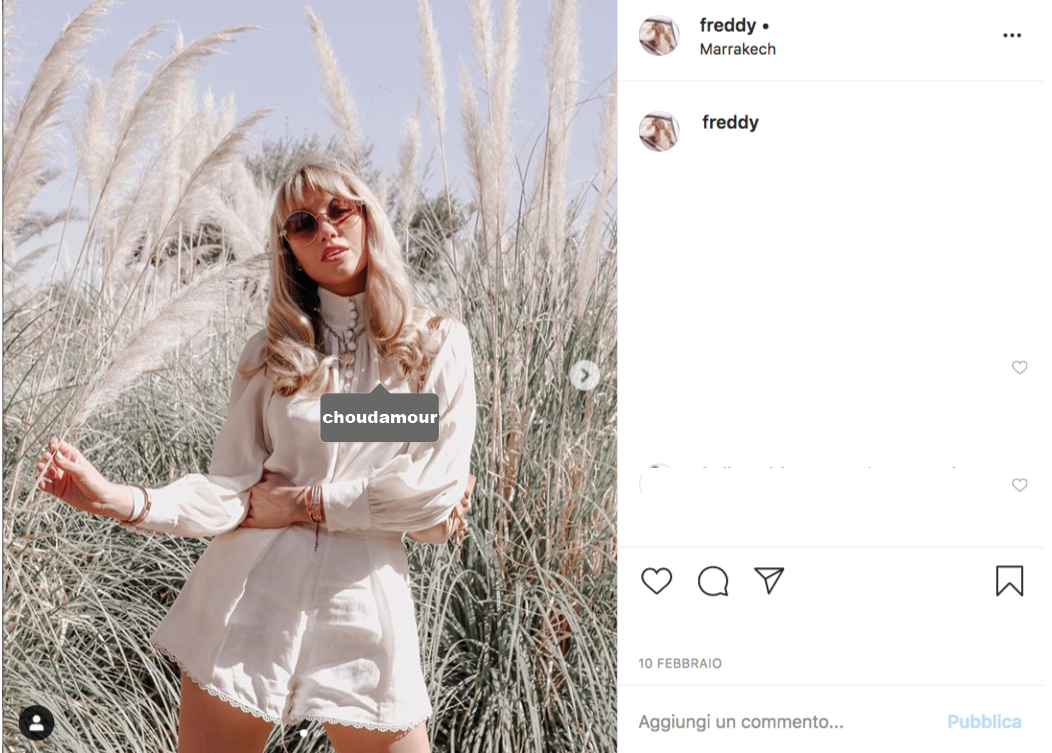 freddy •
Marrakech
freddy
choudamour
10 FEBBRAIO
Aggiungi un commento...
Pubblica